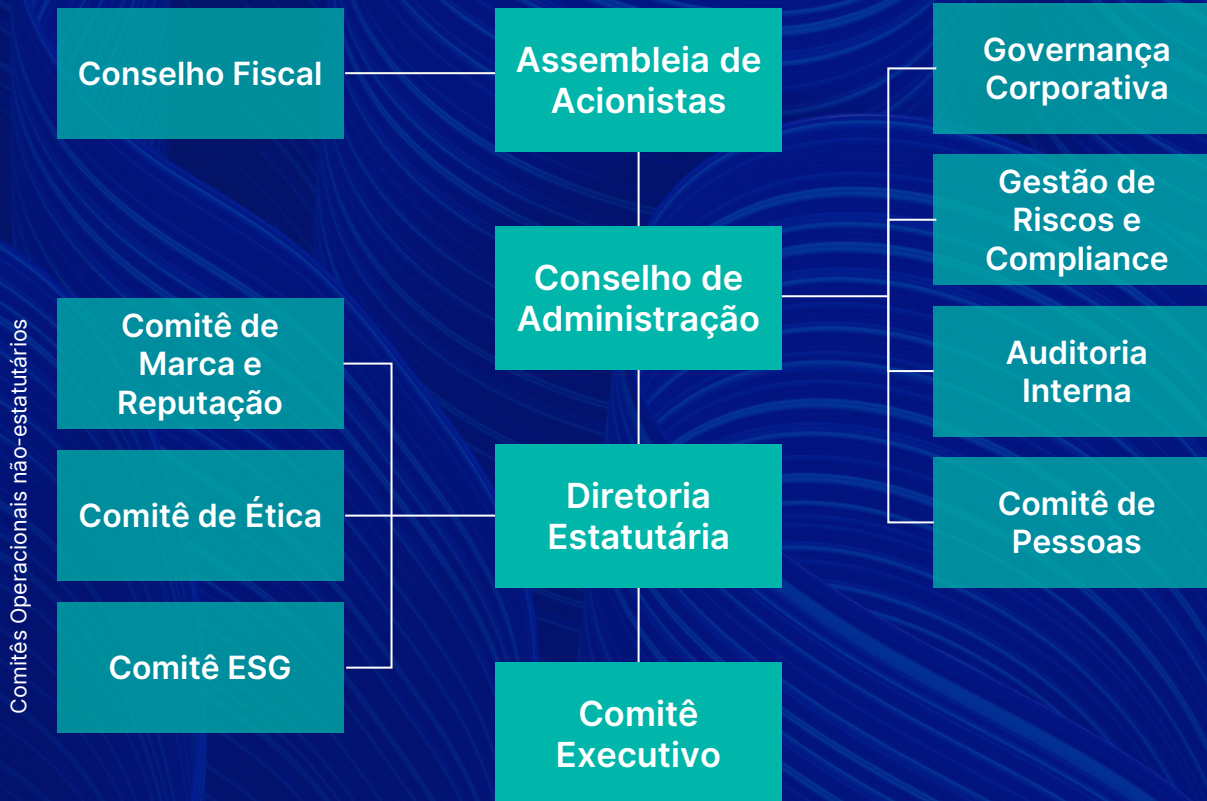 Conselho Fiscal
Assembleia de
Acionistas
Governança
Corporativa
Gestão de
Riscos e
Compliance
Conselho de
Administração
Comitê de
Marca e
Reputação
Auditoria
Interna
Comitê de Ética
Diretoria
Estatutária
Comitê de
Pessoas
Comitê ESG
Comitê
Executivo
Comitês Operacionais não-estatutários